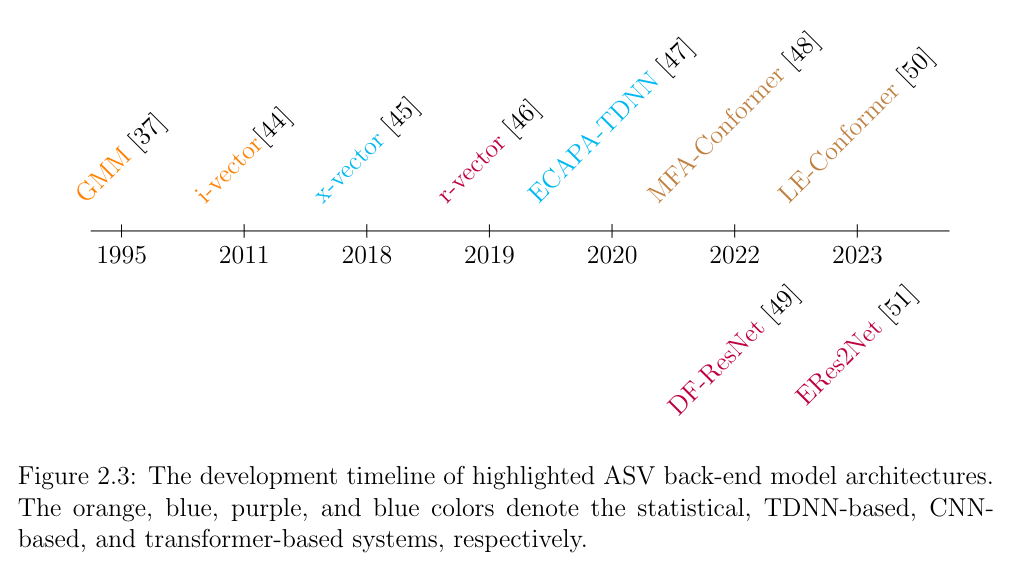 GMM [37]
i-vector[44]
x-vector [45]
r-vector [46]
ECAPA-TDNN [47]
MFA-Conformer [48]
LE-Conformer [50]
1995 2011 2018 2019 2020 2022 2023
DF-ResNet [49]
ERes2Net [51]
Figure 2.3: The development timeline of highlighted ASV back-end model architectures.
The orange, blue, purple, and blue colors denote the statistical, TDNN-based, CNN-
based, and transformer-based systems, respectively.